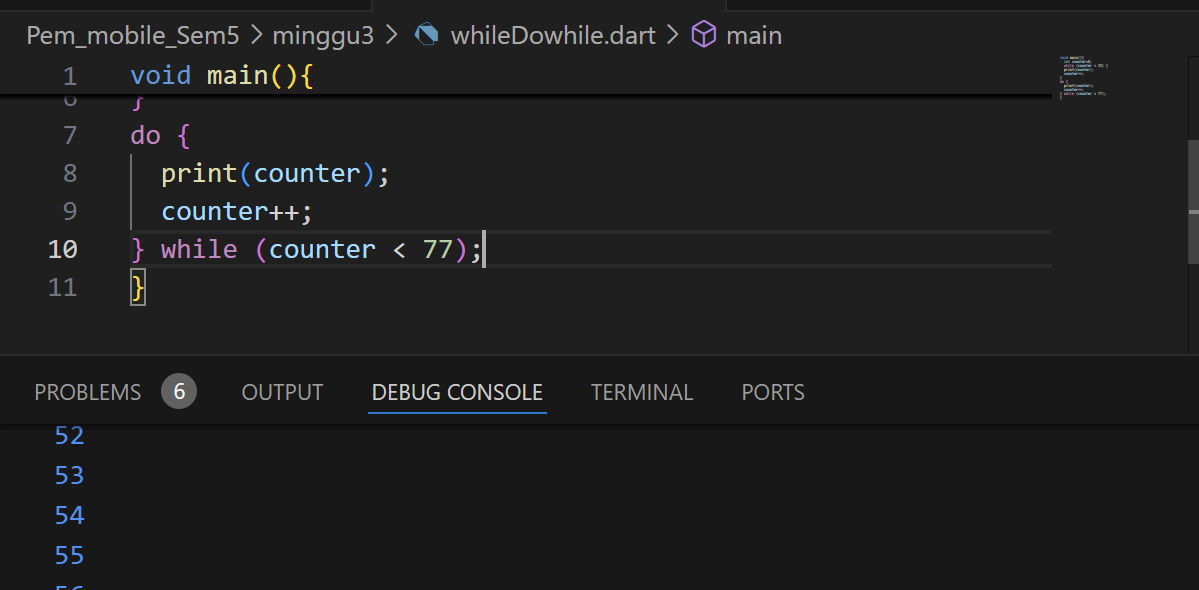 Pem_mobile_Sem5 > minggu3 > whileDowhile.dart > main
1 void main(){
6 }
7 do {
8 print(counter);
9 counter++;
10 } while (counter < 77);
11 }
PROBLEMS 6 OUTPUT DEBUG CONSOLE TERMINAL PORTS
52
53
54
55
56